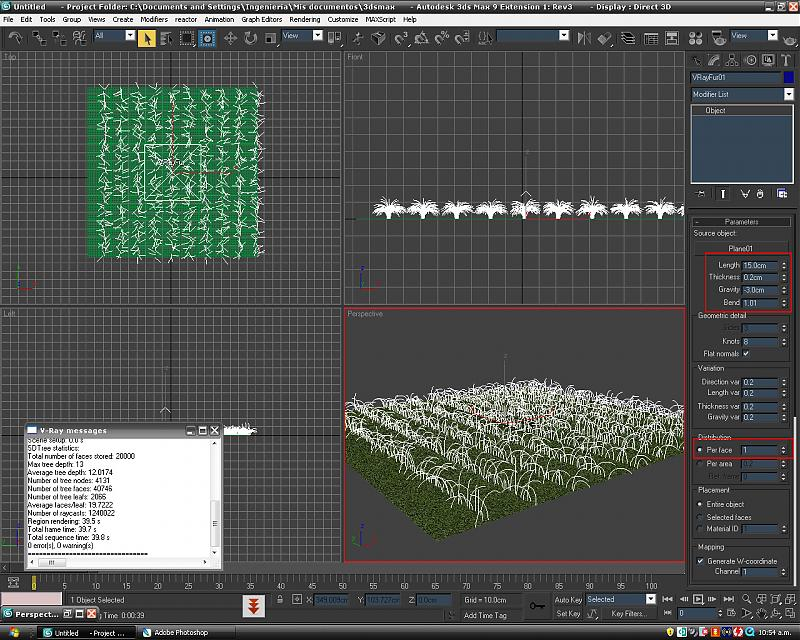 Untitled - Project Folder: C:\Documents and Settings\Ingenieria\Mis documentos\3dsmax - Autodesk 3ds Max 9 Extension 1: Rev3 - Display : Direct 3D
File Edit Tools Group Views Create Modifiers reactor Animation Graph Editors Rendering Customize MAXScript Help
All View View
Top
Front
VRayFur01
Modifier List
Object
Parameters
Source object:
Plane01
Length 15.0cm
Thickness 0.2cm
Gravity -3.0cm
Bend 1.01
Geometric detail
Sides 3
Knots 8
Flat normals
Variation
Direction var 0.2
Length var 0.2
Thickness var 0.2
Gravity var 0.2
Distribution
Per face 1
Per area 0.2
Placement
Entire object
Selected faces
Material ID
Mapping
Generate W-coordinate
Channel 1
Left
Perspective
V-Ray messages
Scene setup: 0.0 s
SDTree statistics:
Total number of faces stored: 20000
Max tree depth: 13
Average tree depth: 12.0174
Number of tree nodes: 4131
Number of tree faces: 40746
Number of tree leafs: 2066
Average faces/leaf: 19.7222
Number of raycasts: 1240022
Region rendering: 39.5 s
Total frame time: 39.7 s
Total sequence time: 39.8 s
0 error(s), 0 warning(s)
================================
0 5 10 15 20 25 30 35 40 45 50 55 60 65 70 75 80 85 90 95 100
1 Object Selected
X: 349.009cm Y: 103.727cm Z: 0.0cm
Grid = 10.0cm
Auto Key Selected
Perspect...
Time 0:00:39
Add Time Tag
Set Key Key Filters... 0
Untitled - Project ... Adobe Photoshop 10:54 a.m.